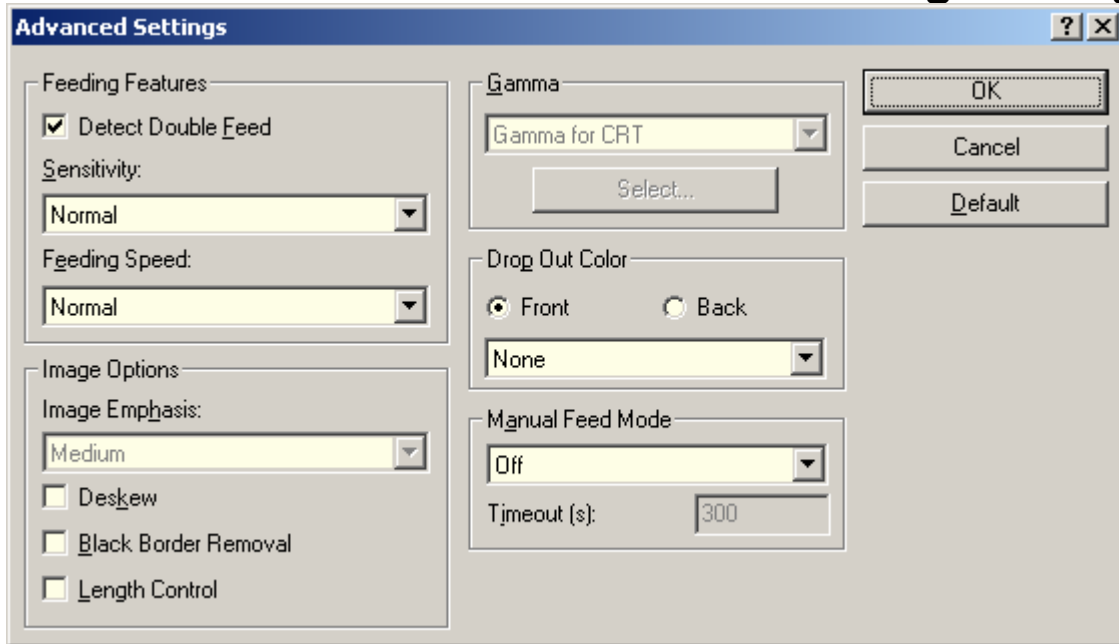 Advanced Settings
Feeding Features
Detect Double Feed
Sensitivity:
Normal
Feeding Speed:
Normal
Image Options
Image Emphasis:
Medium
Deskew
Black Border Removal
Length Control
Gamma
Gamma for CRT
Select...
Drop Out Color
Front
Back
None
Manual Feed Mode
Off
Timeout (s):
300
OK
Cancel
Default